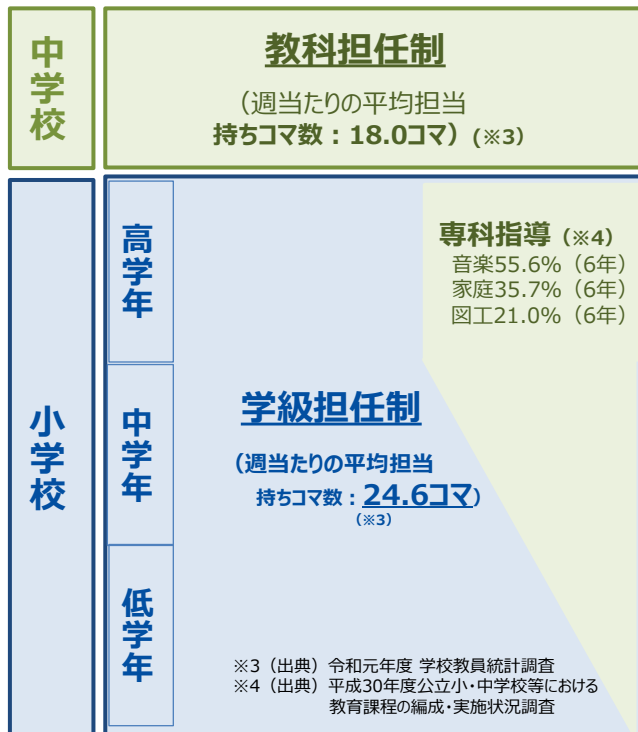 中学校
教科担任制
（週当たりの平均担当
持ちコマ数：18.0コマ）（※3）
小学校
高学年
専科指導（※4）
音楽55.6%（6年）
家庭35.7%（6年）
図工21.0%（6年）
中学年
学級担任制
（週当たりの平均担当
持ちコマ数：24.6コマ）
（※3）
低学年
※3（出典）令和元年度 学校教員統計調査
※4（出典）平成30年度公立小・中学校等における
教育課程の編成・実施状況調査